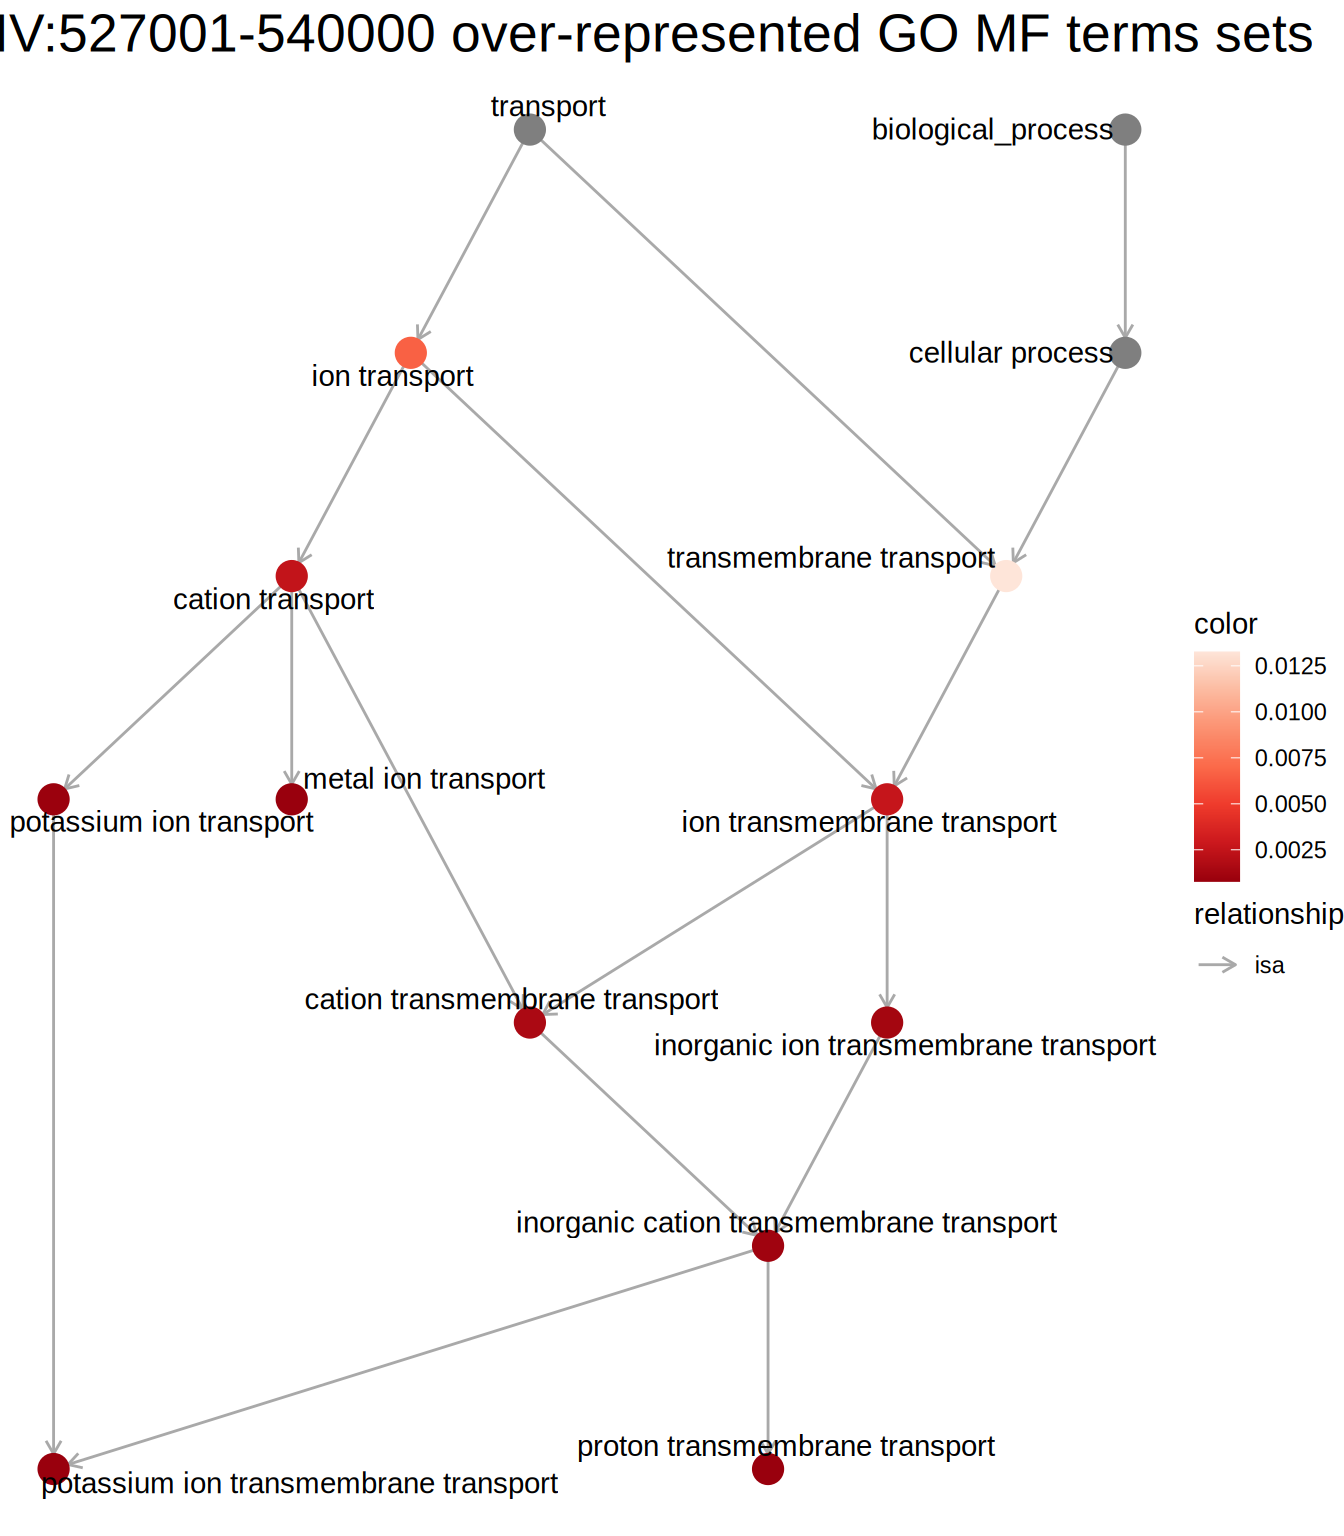 IV:527001-540000 over-represented GO MF terms sets
transport
biological_process
cellular process
ion transport
transmembrane transport
cation transport
color
0.0125
0.0100
0.0075
0.0050
0.0025
metal ion transport
potassium ion transport
ion transmembrane transport
relationship
isa
cation transmembrane transport
inorganic ion transmembrane transport
inorganic cation transmembrane transport
proton transmembrane transport
potassium ion transmembrane transport